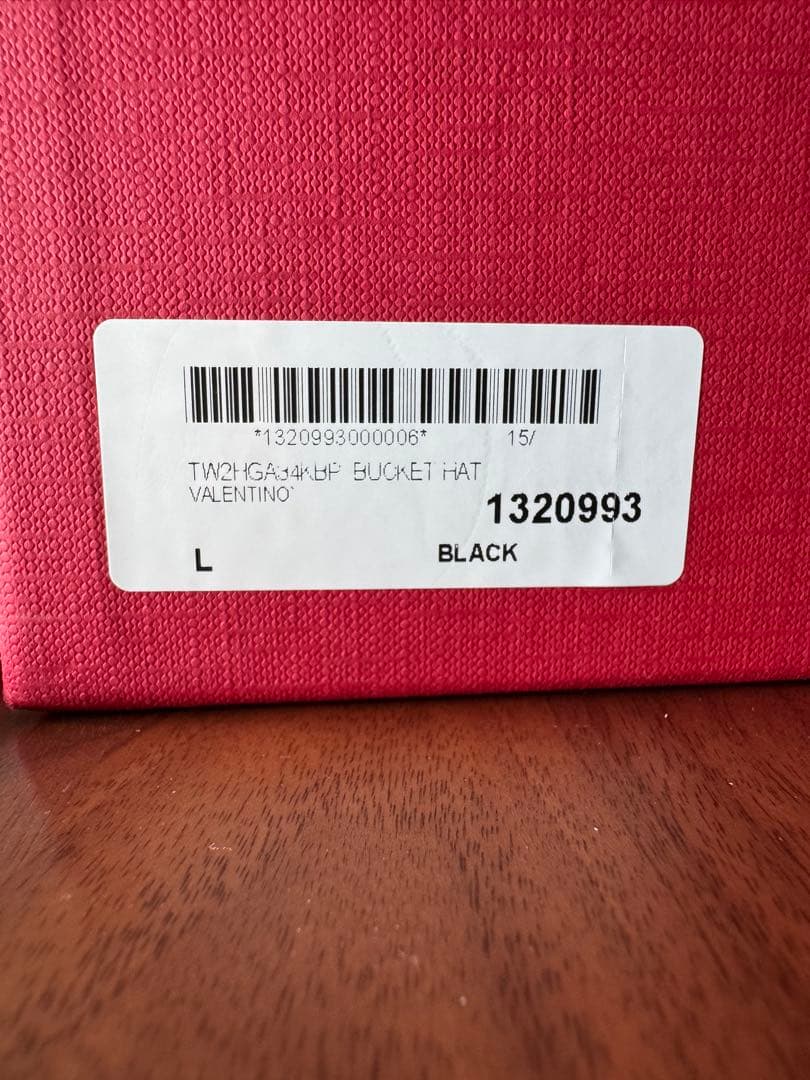 *1320993000006* 15/
TW2HGA34KBP BUCKET HAT
VALENTINO`
1320993
L BLACK